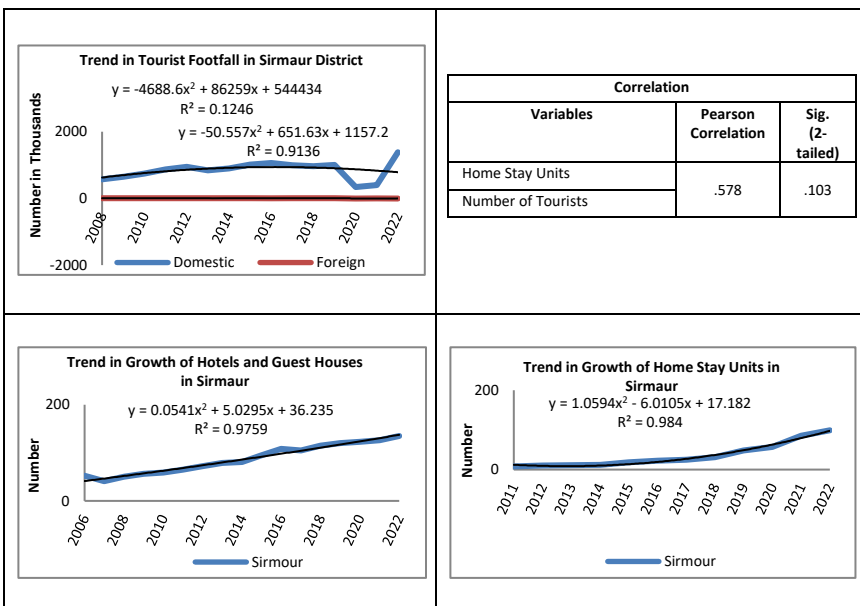 Trend in Tourist Footfall in Sirmaur District
y = -4688.6x² + 86259x + 544434
R² = 0.1246
y = -50.557x² + 651.63x + 1157.2
R² = 0.9136
Number in Thousands
2000
0
-2000
2008
2010
2012
2014
2016
2018
2020
2022
Domestic
Foreign
Correlation
Variables
Pearson
Correlation
Sig.
(2-
tailed)
Home Stay Units
.578
.103
Number of Tourists
Trend in Growth of Hotels and Guest Houses
in Sirmaur
y = 0.0541x² + 5.0295x + 36.235
R² = 0.9759
Number
200
0
2006
2008
2010
2012
2014
2016
2018
2020
2022
Sirmour
Trend in Growth of Home Stay Units in
Sirmaur
y = 1.0594x² - 6.0105x + 17.182
R² = 0.984
Number
200
0
2011
2012
2013
2014
2015
2016
2017
2018
2019
2020
2021
2022
Sirmour